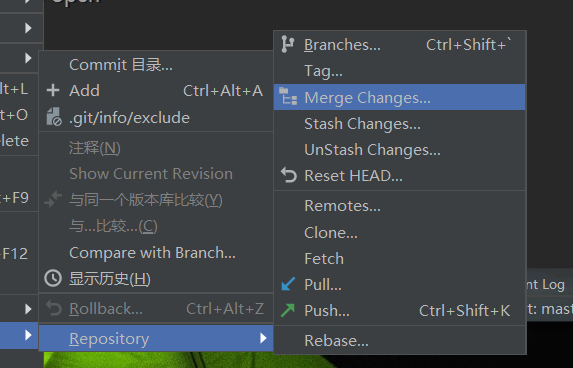 open
+L
+O
elete
+F9
+F12
Commit 目录...
Add Ctrl+Alt+A
.git/info/exclude
注释(N)
Show Current Revision
与同一个版本库比较(Y)
与...比较...(C)
Compare with Branch...
显示历史(H)
Rollback... Ctrl+Alt+Z
Repository
Branches... Ctrl+Shift+`
Tag...
Merge Changes...
Stash Changes...
UnStash Changes...
Reset HEAD...
Remotes...
Clone...
Fetch
Pull...
Push... Ctrl+Shift+K
Rebase...
nt Log
t: mast